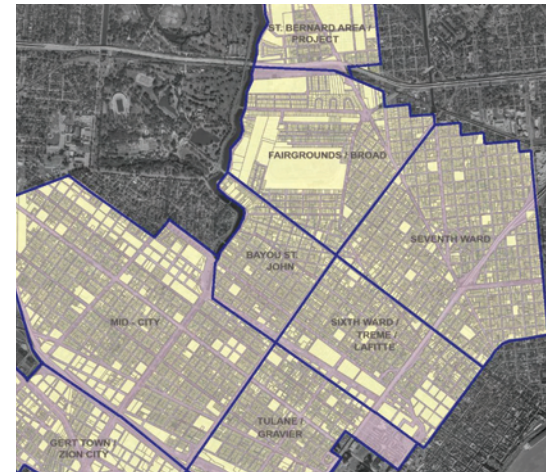 ST. BERNARD AREA /
PROJECT
FAIRGROUNDS / BROAD
SEVENTH WARD
BAYOU ST.
JOHN
MID - CITY
SIXTH WARD /
TREME /
LAFITTE
TULANE /
GRAVIER
GERT TOWN /
ZION CITY